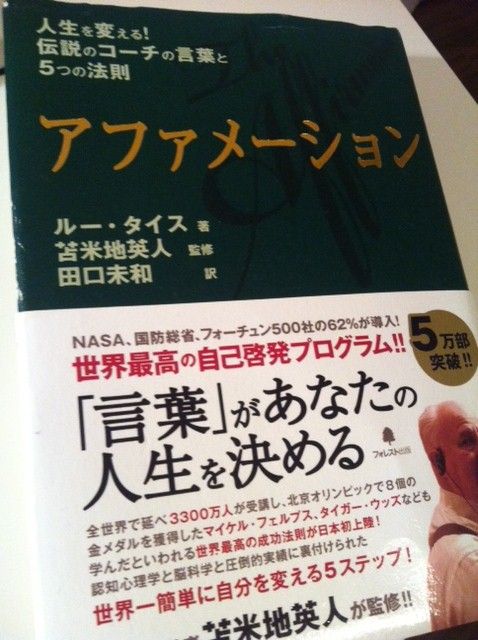 人生を変える!
伝説のコーチの言葉と
5つの法則
アファメーション
ルー・タイス 著
苫米地英人 監修
田口未和 訳
NASA、国防総省、フォーチュン500社の62%が導入!
世界最高の自己啓発プログラム!!
5万部
突破!!
「言葉」があなたの
人生を決める
フォレスト出版
全世界で延べ3300万人が受講し、北京オリンピックで8個の
金メダルを獲得したマイケル・フェルプス、タイガー・ウッズなども
学んだといわれる世界最高の成功法則が日本初上陸!
認知心理学と脳科学と圧倒的実績に裏付けられた
世界一簡単に自分を変える5ステップ!
苫米地英人が監修!!